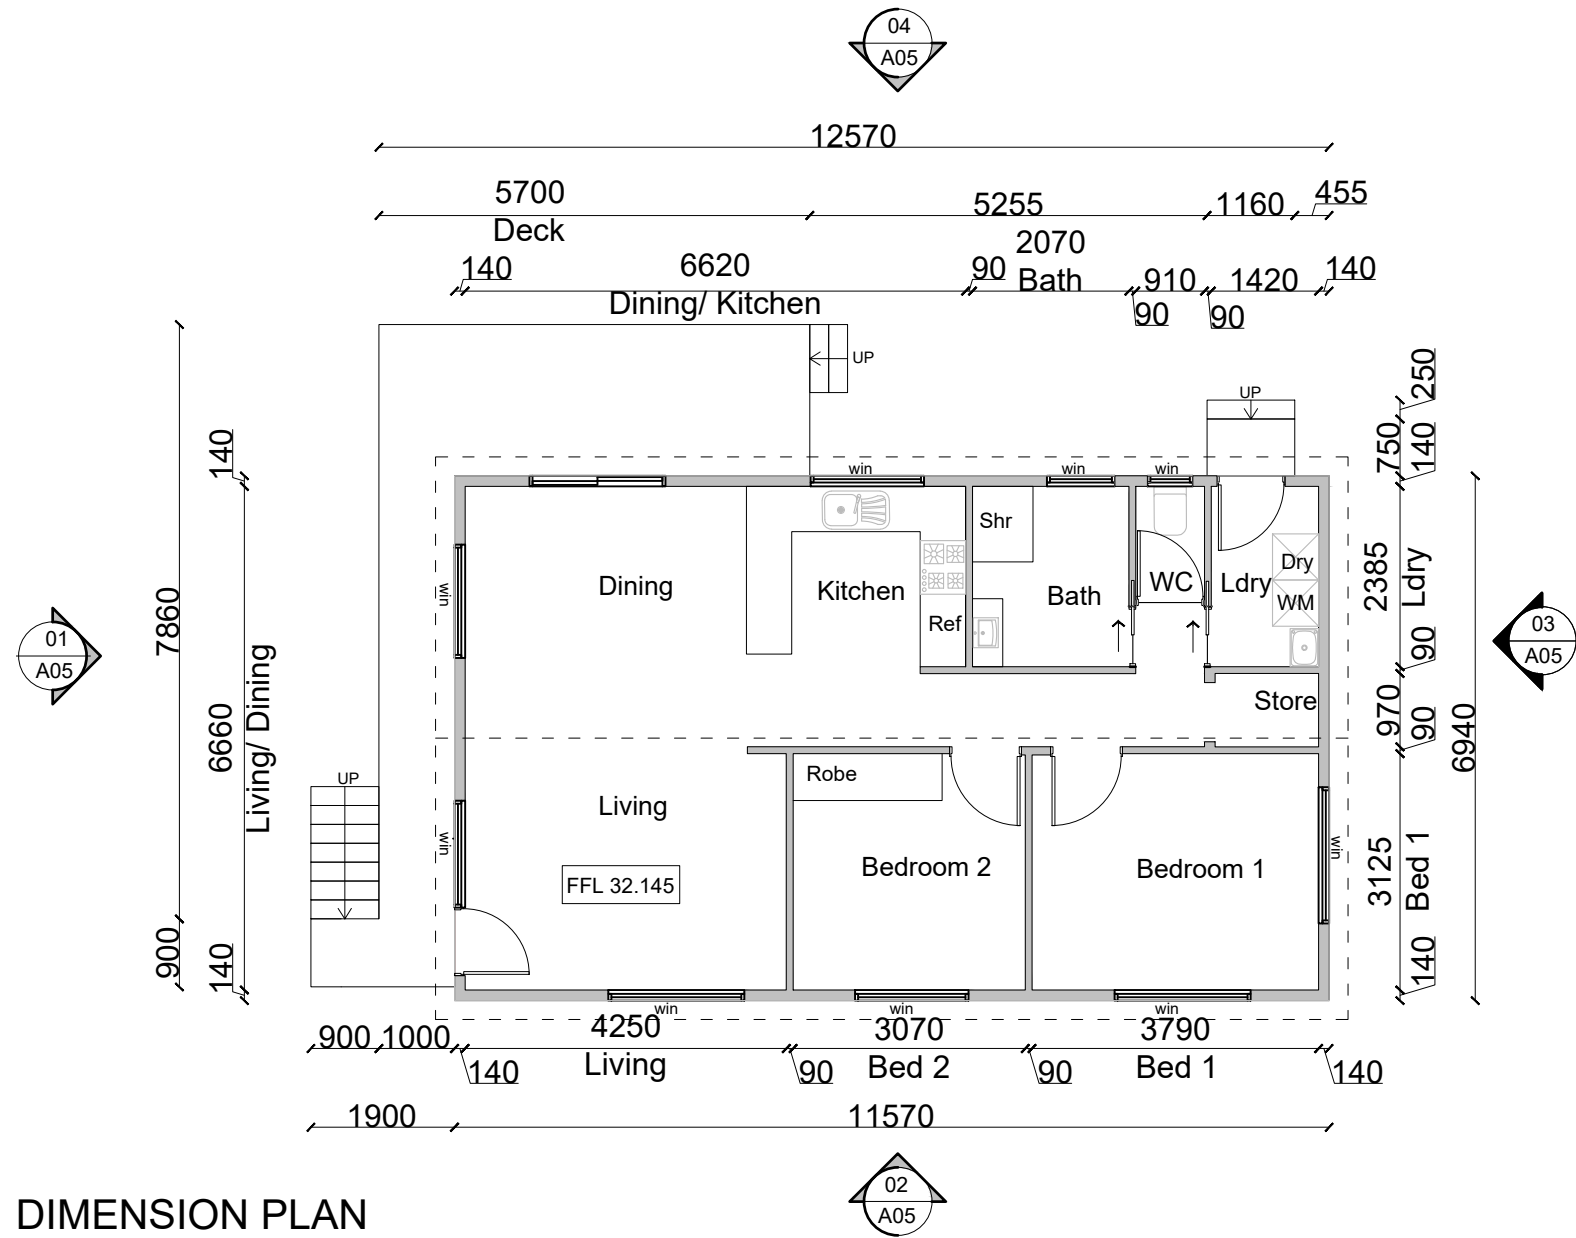 04
A05
12570
5700
5255
1160
455
Deck
2070
140
6620
90
Bath
910
1420
140
Dining/ Kitchen
90
90
UP
250
UP
750
140
140
win
win
win
Shr
Dining
Kitchen
Bath
WC
Ldry
Dry
WM
Ref
win
2385
Ldry
90
7860
01
A05
03
A05
6660
Living/ Dining
Store
970
90
6940
UP
Robe
Living
win
Bedroom 2
Bedroom 1
win
3125
Bed 1
FFL 32.145
900
140
140
win
win
win
900
1000
4250
3070
3790
140
Living
90
Bed 2
90
Bed 1
140
1900
11570
02
A05
DIMENSION PLAN